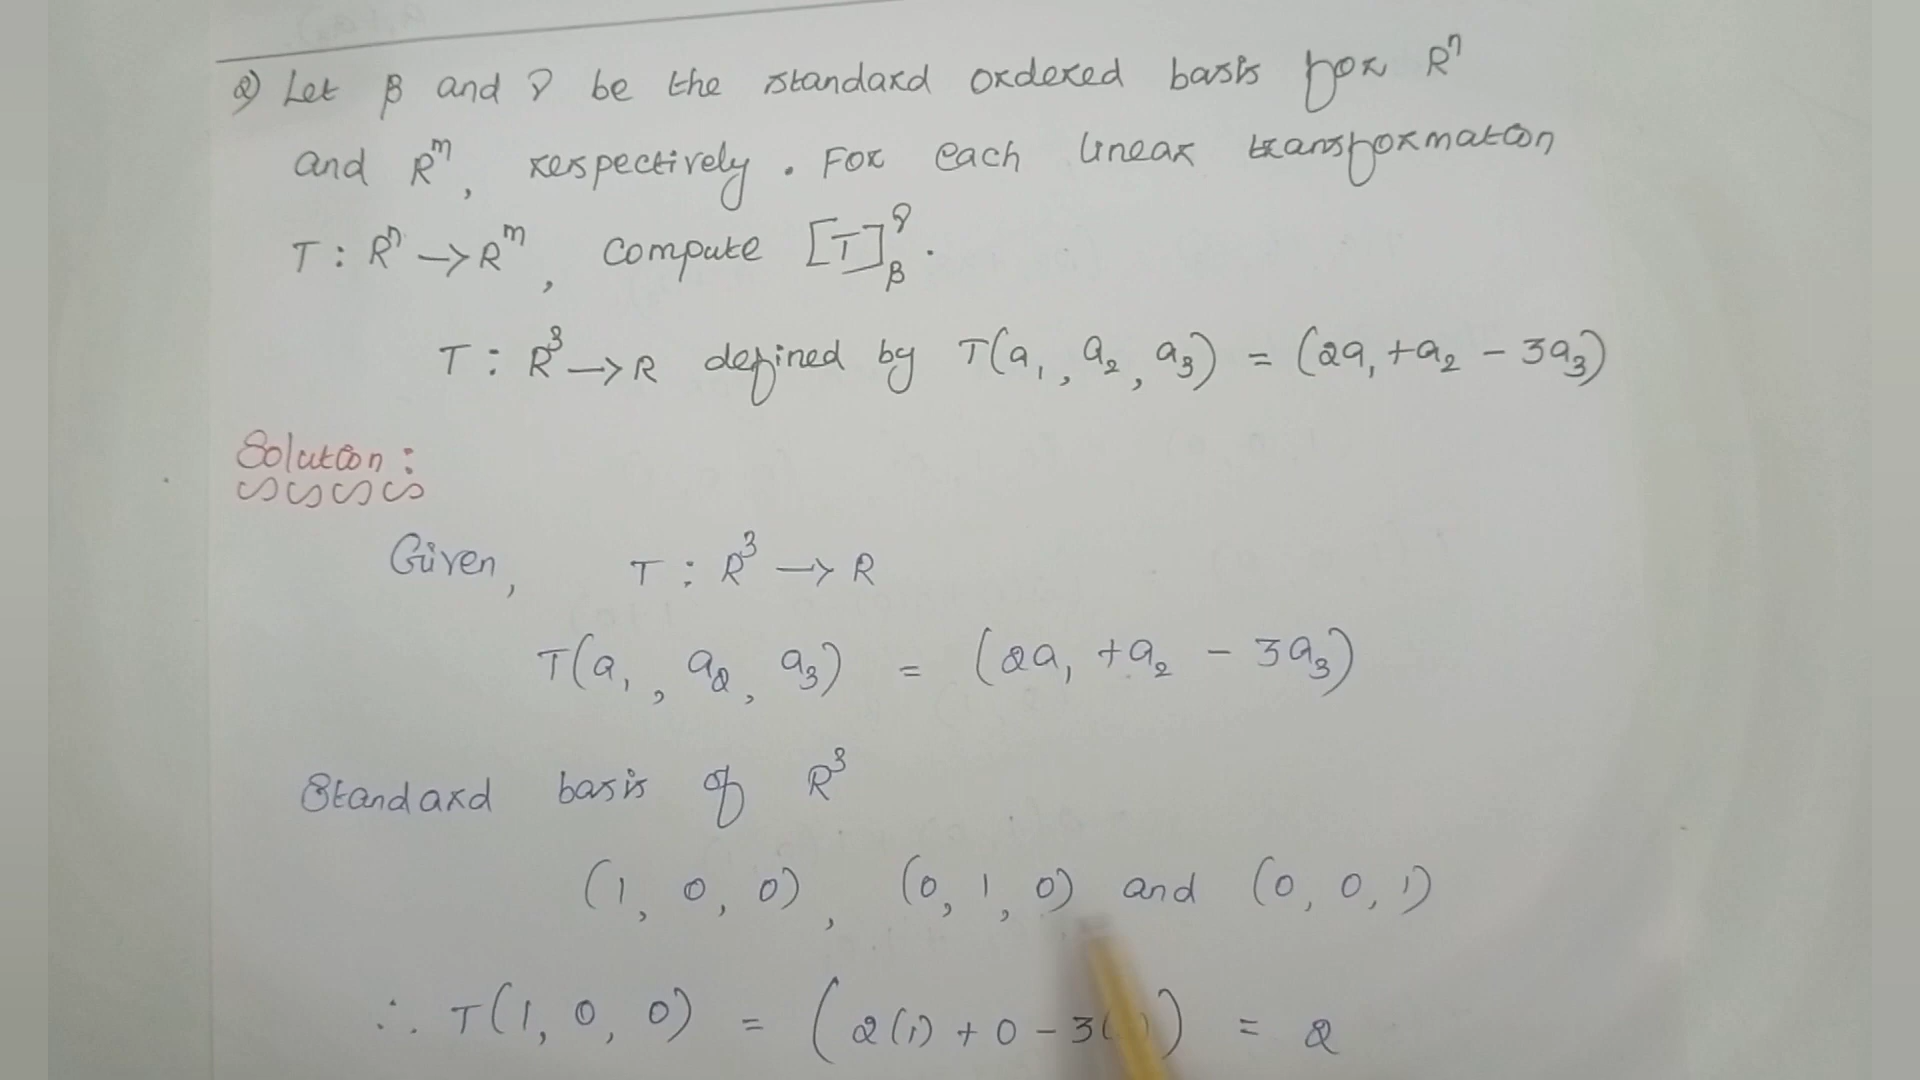 2) Let β and γ be the standard ordered basis for Rⁿ
and Rᵐ, respectively. For each linear transformation
T : Rⁿ → Rᵐ, compute [T]ᵧβ.
T : R³ → R defined by T(a₁, a₂, a₃) = (2a₁ + a₂ - 3a₃)
Solution :
Given, T : R³ → R
T(a₁, a₂, a₃) = (2a₁ + a₂ - 3a₃)
Standard basis of R³
(1, 0, 0), (0, 1, 0) and (0, 0, 1)
∴ T(1, 0, 0) = (2(1) + 0 - 3( )) = 2